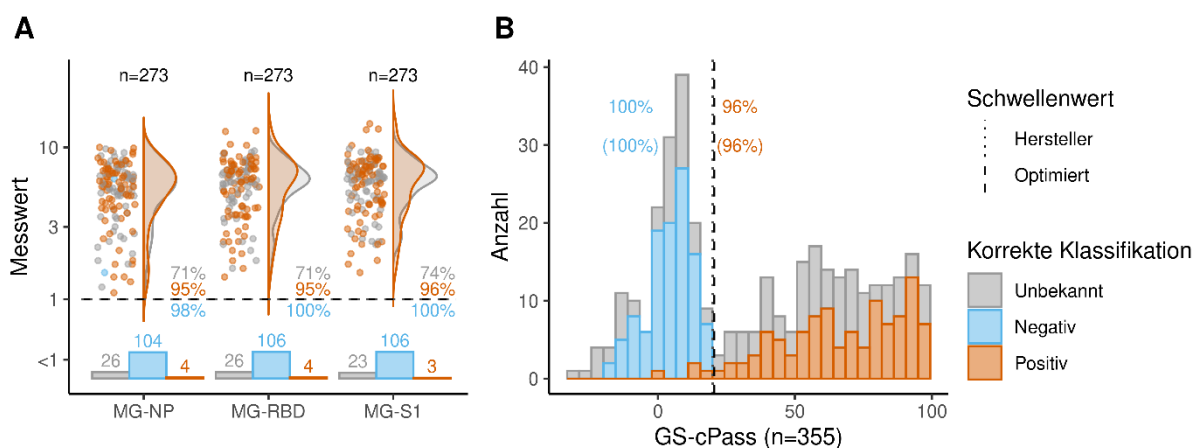 A
n=273 n=273 n=273
Messwert
10
3
1
<1
71%
95%
98%
71%
95%
100%
74%
96%
100%
26 104 4
26 106 4
23 106 3
MG-NP MG-RBD MG-S1
B
Anzahl
40
30
20
10
0
100% 96%
(100%) (96%)
0 50 100
GS-cPass (n=355)
Schwellenwert
Hersteller
Optimiert
Korrekte Klassifikation
Unbekannt
Negativ
Positiv